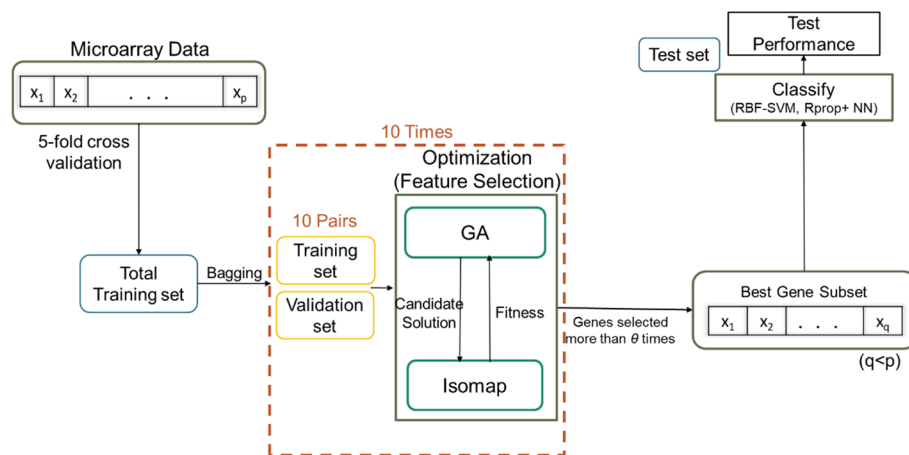 Microarray Data
x1 x2 . . . xp
5-fold cross
validation
Total
Training set
Bagging
10 Times
10 Pairs
Training
set
Validation
set
Optimization
(Feature Selection)
GA
Candidate
Solution
Fitness
Isomap
Genes selected
more than θ times
Best Gene Subset
x1 x2 . . . xq
(q<p)
Classify
(RBF-SVM, Rprop+ NN)
Test set
Test
Performance